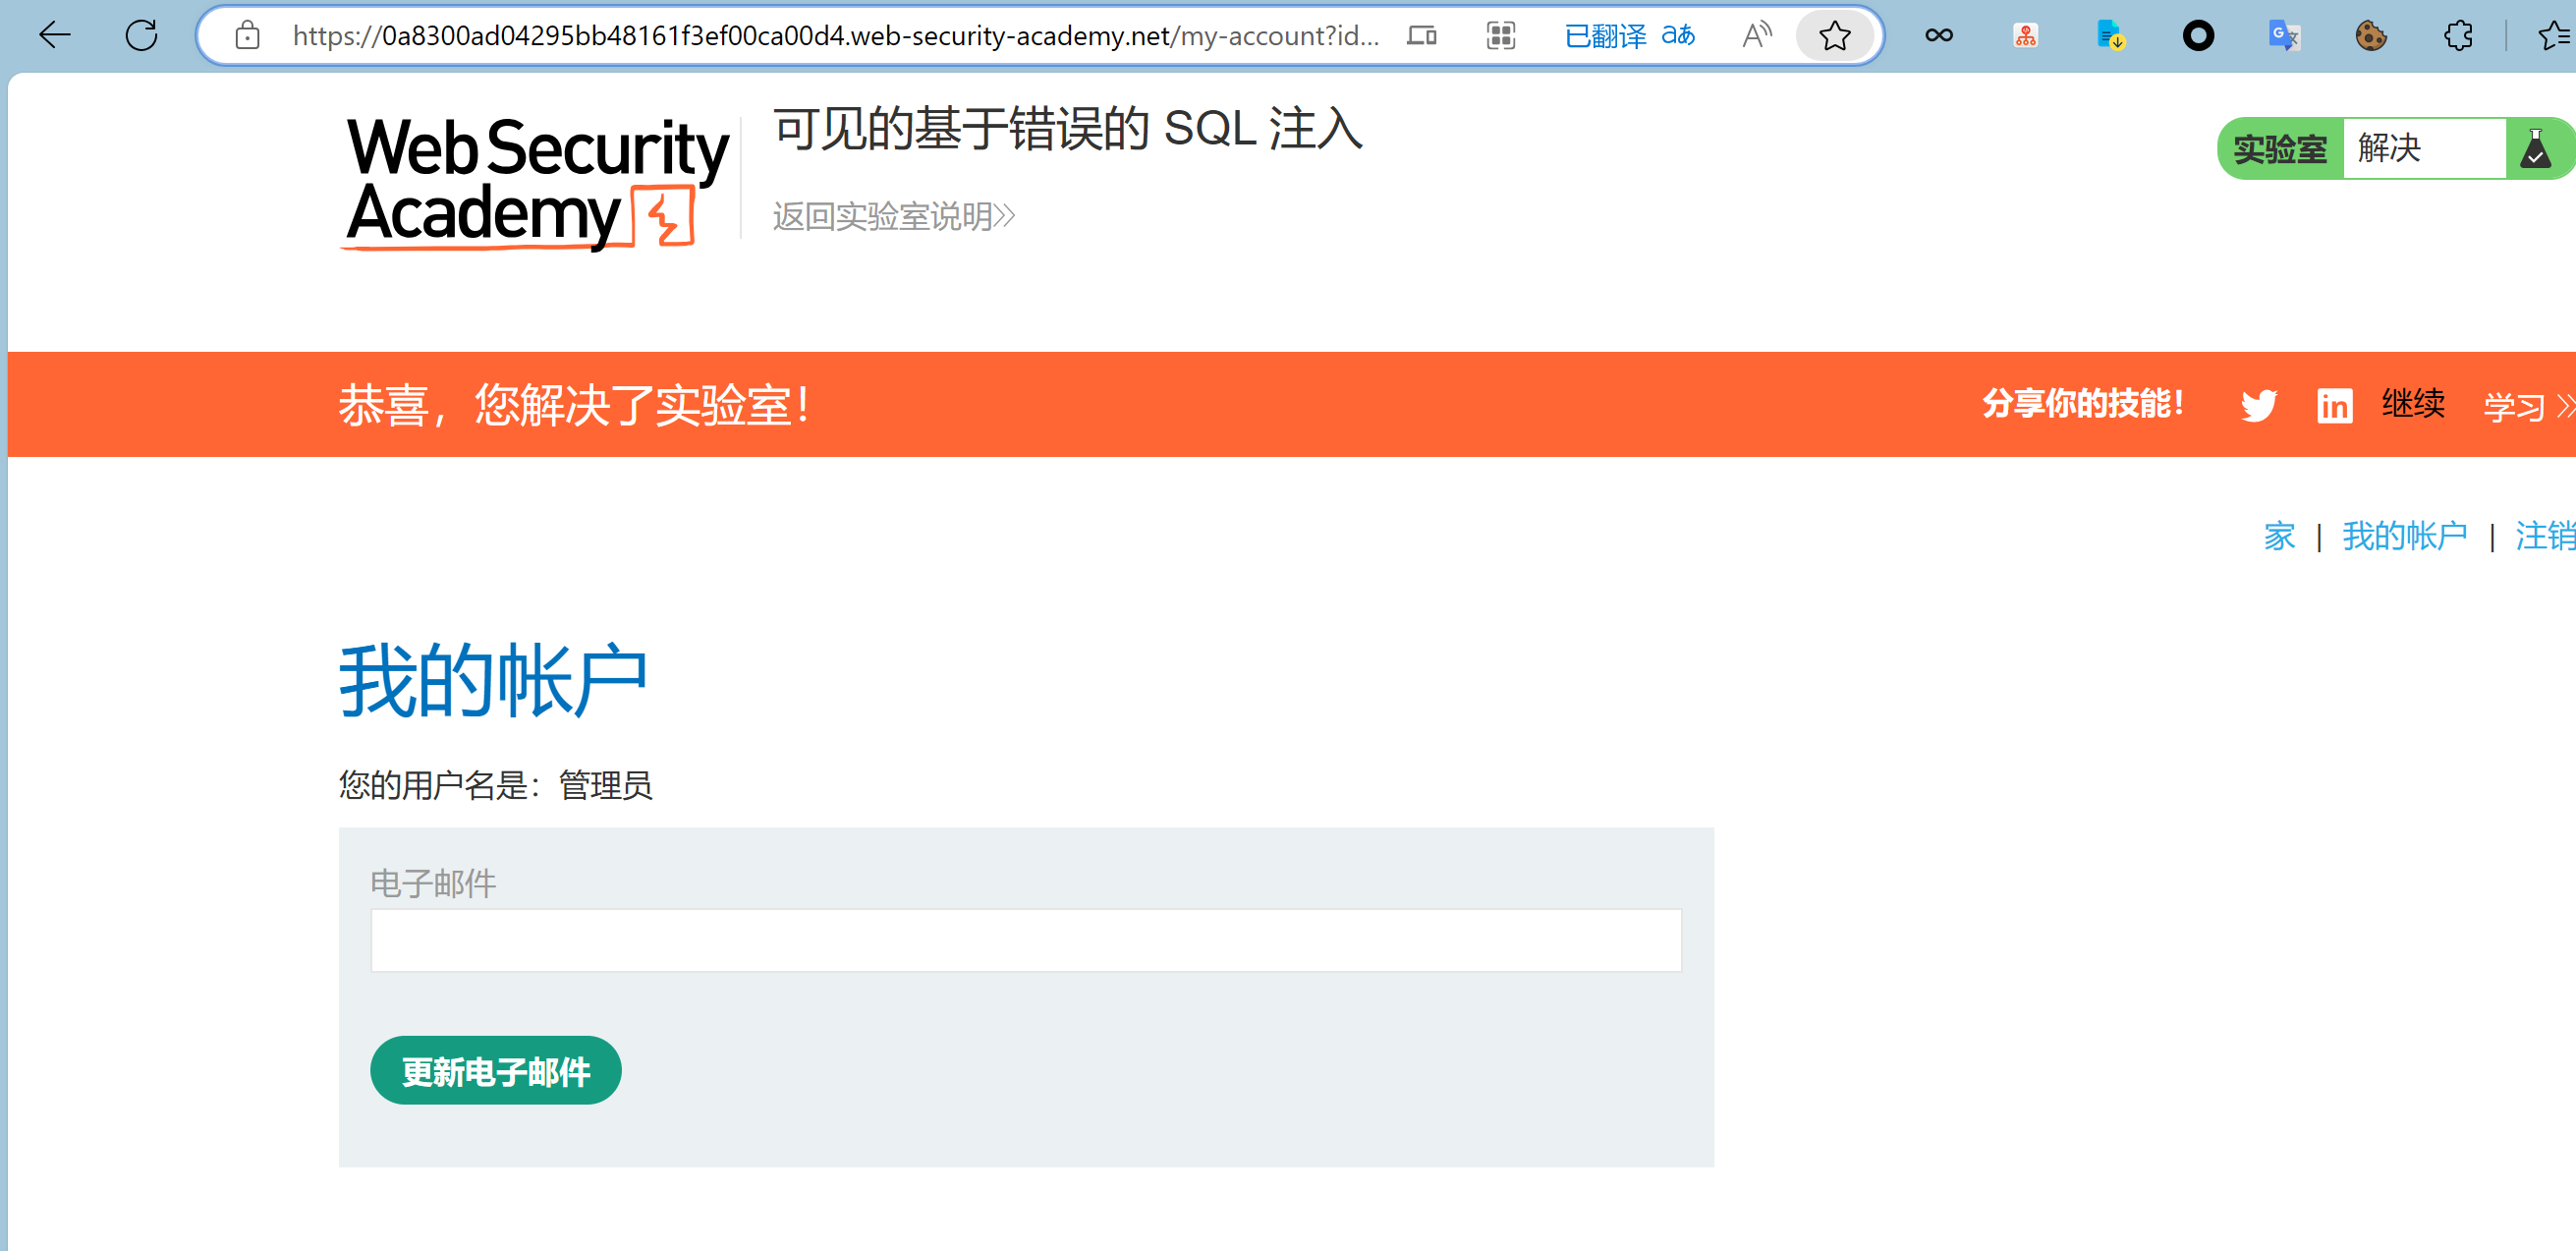 https://0a8300ad04295bb48161f3ef00ca00d4.web-security-academy.net/my-account?id...
已翻译 aあ
Web Security
Academy
可见的基于错误的 SQL 注入
返回实验室说明
实验室 解决
恭喜，您解决了实验室！
分享你的技能！ 继续 学习
家 | 我的帐户 | 注销
我的帐户
您的用户名是：管理员
电子邮件
更新电子邮件